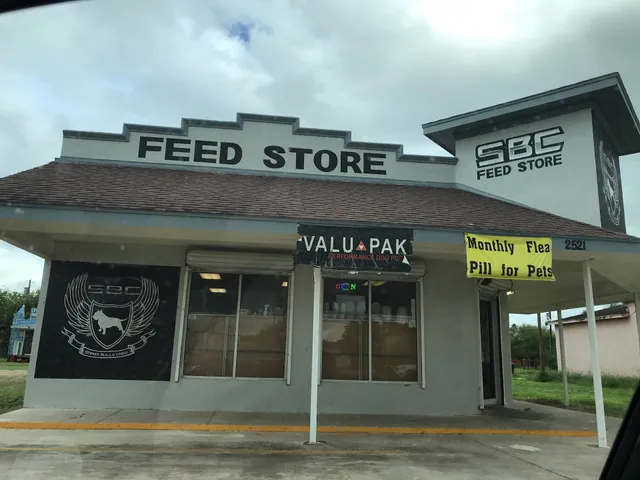 FEED STORE
SBC
FEED STORE
VALU PAK
PERFORMANCE DOG FOOD
Monthly Flea
Pill for Pets
2521
OPEN
SBC